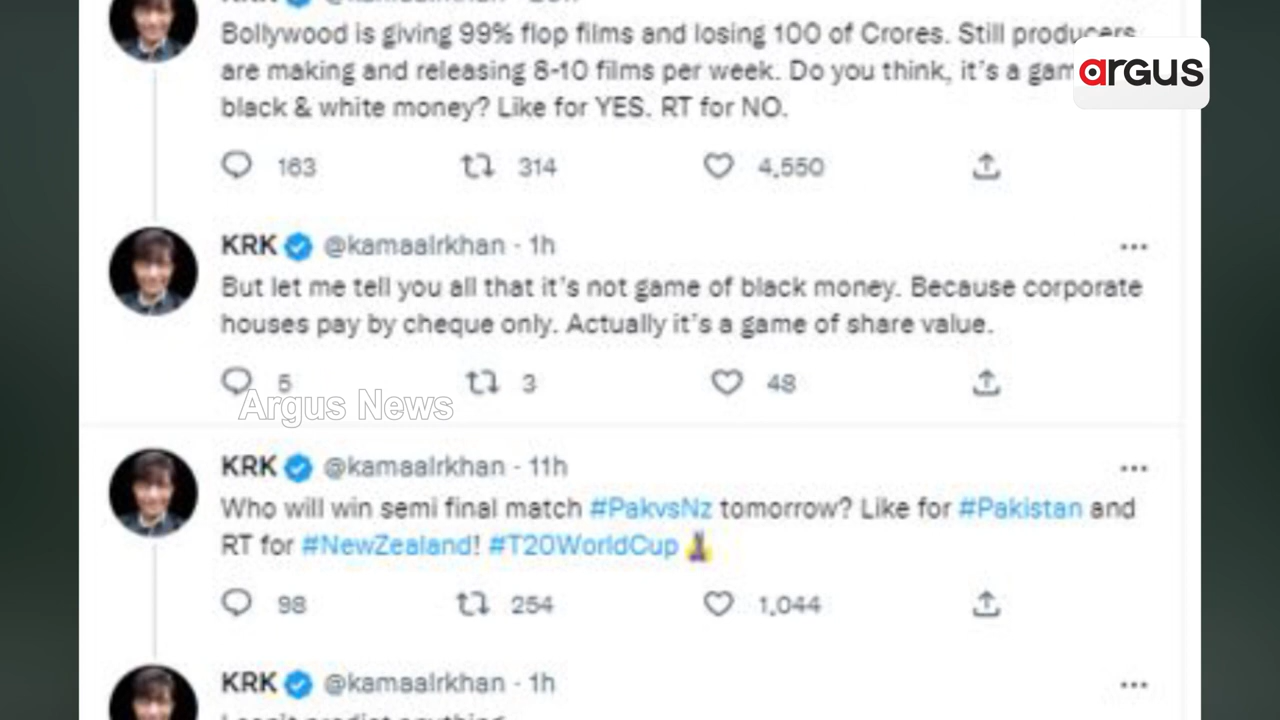 Bollywood is giving 99% flop films and losing 100 of Crores. Still producers
are making and releasing 8-10 films per week. Do you think, it's a
argus
black & white money? Like for YES. RT for NO.
163 314 4,550
KRK @kamaalrkhan · 1h
But let me tell you all that it's not game of black money. Because corporate
houses pay by cheque only. Actually it's a game of share value.
5 3 48
Argus News
KRK @kamaalrkhan · 11h
Who will win semi final match #PakvsNz tomorrow? Like for #Pakistan and
RT for #NewZealand! #T20WorldCup
98 254 1,044
KRK @kamaalrkhan · 1h